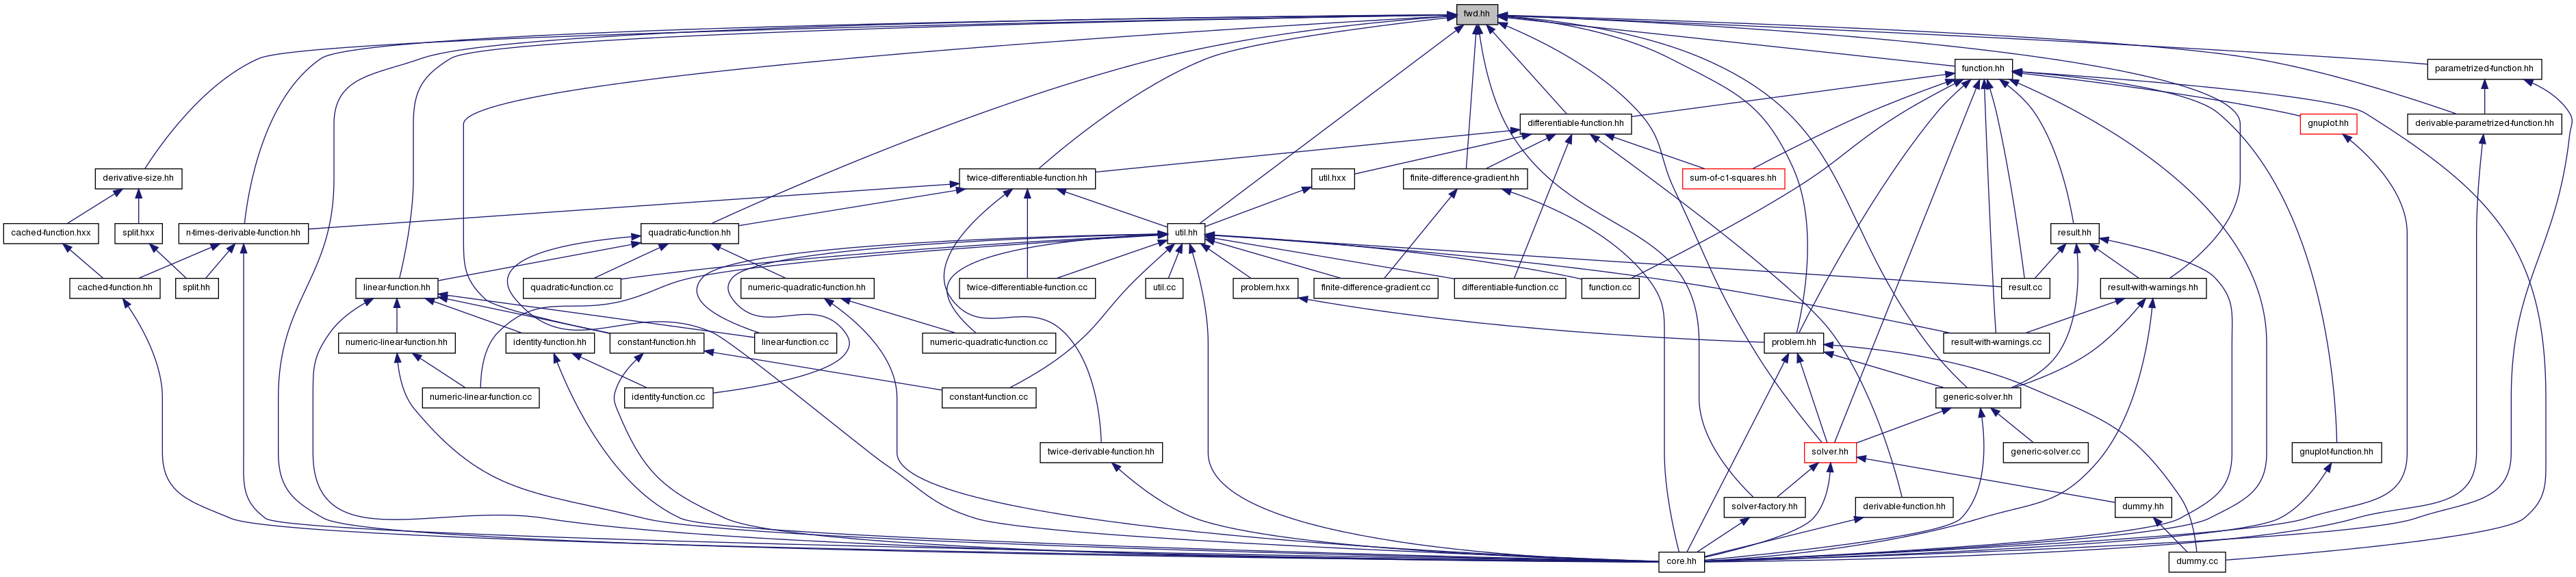 fwd.hh
function.hh
parametrized-function.hh
differentiable-function.hh
gnuplot.hh
derivable-parametrized-function.hh
derivative-size.hh
twice-differentiable-function.hh
util.hxx
finite-difference-gradient.hh
sum-of-c1-squares.hh
cached-function.hxx
split.hxx
n-times-derivable-function.hh
quadratic-function.hh
util.hh
result.hh
cached-function.hh
split.hh
linear-function.hh
quadratic-function.cc
numeric-quadratic-function.hh
twice-differentiable-function.cc
util.cc
problem.hxx
finite-difference-gradient.cc
differentiable-function.cc
function.cc
result.cc
result-with-warnings.hh
numeric-linear-function.hh
identity-function.hh
constant-function.hh
linear-function.cc
numeric-quadratic-function.cc
problem.hh
result-with-warnings.cc
numeric-linear-function.cc
identity-function.cc
constant-function.cc
generic-solver.hh
twice-derivable-function.hh
solver.hh
generic-solver.cc
gnuplot-function.hh
solver-factory.hh
derivable-function.hh
dummy.hh
core.hh
dummy.cc